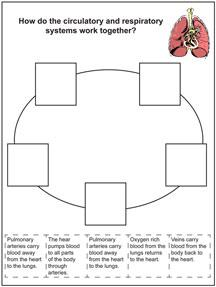 How do the circulatory and respiratory
systems work together?
Pulmonary
arteries carry
blood away
from the heart
to the lungs.
The hear
pumps blood
to all parts
of the body
through
arteries.
Pulmonary
arteries carry
blood away
from the heart
to the lungs.
Oxygen rich
blood from the
lungs returns
to the heart.
Veins carry
blood from the
body back to
the heart.